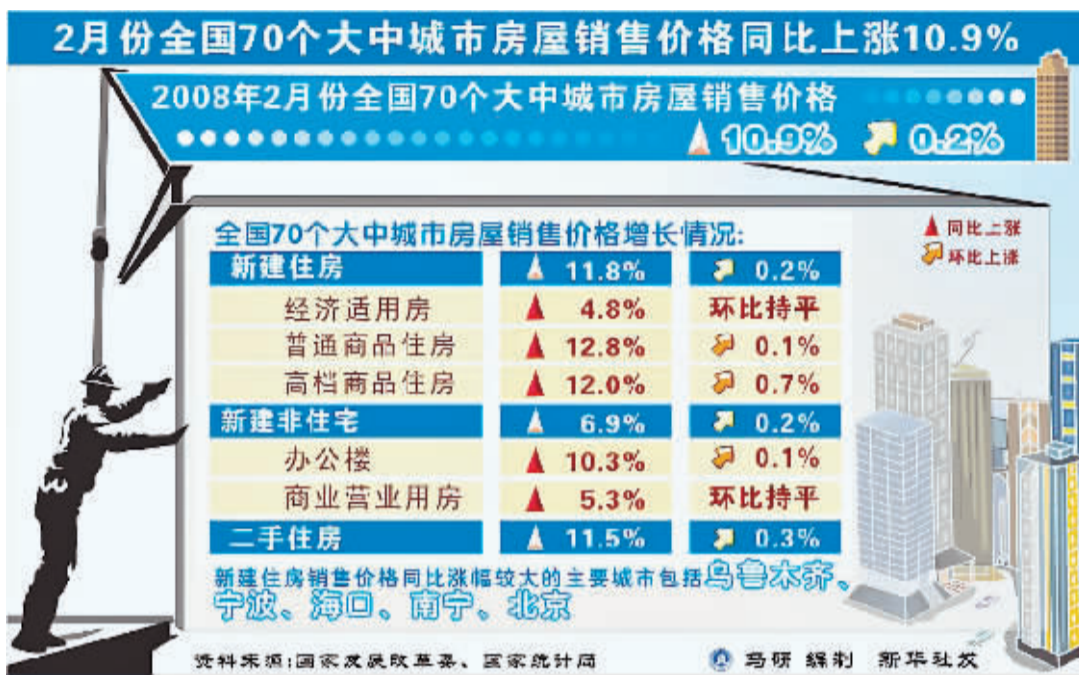 2月份全国70个大中城市房屋销售价格同比上涨10.9%
2008年2月份全国70个大中城市房屋销售价格
10.9% 0.2%
全国70个大中城市房屋销售价格增长情况:
同比上涨
环比上涨
新建住房 11.8% 0.2%
经济适用房 4.8% 环比持平
普通商品住房 12.8% 0.1%
高档商品住房 12.0% 0.7%
新建非住宅 6.9% 0.2%
办公楼 10.3% 0.1%
商业营业用房 5.3% 环比持平
二手住房 11.5% 0.3%
新建住房销售价格同比涨幅较大的主要城市包括乌鲁木齐、
宁波、海口、南宁、北京
资料来源:国家发展改革委、国家统计局 马研 编制 新华社发